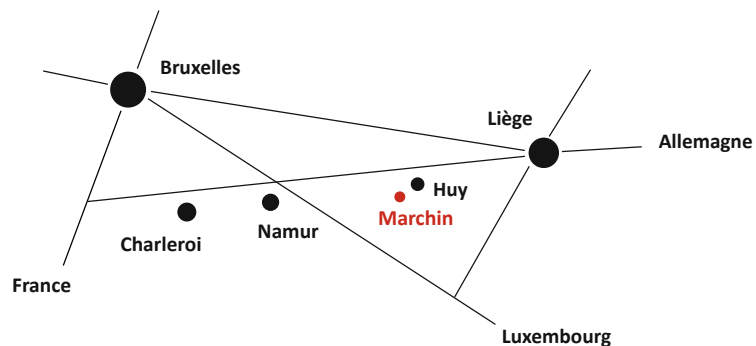 Bruxelles
Liège
Allemagne
Huy
Marchin
Namur
Charleroi
France
Luxembourg